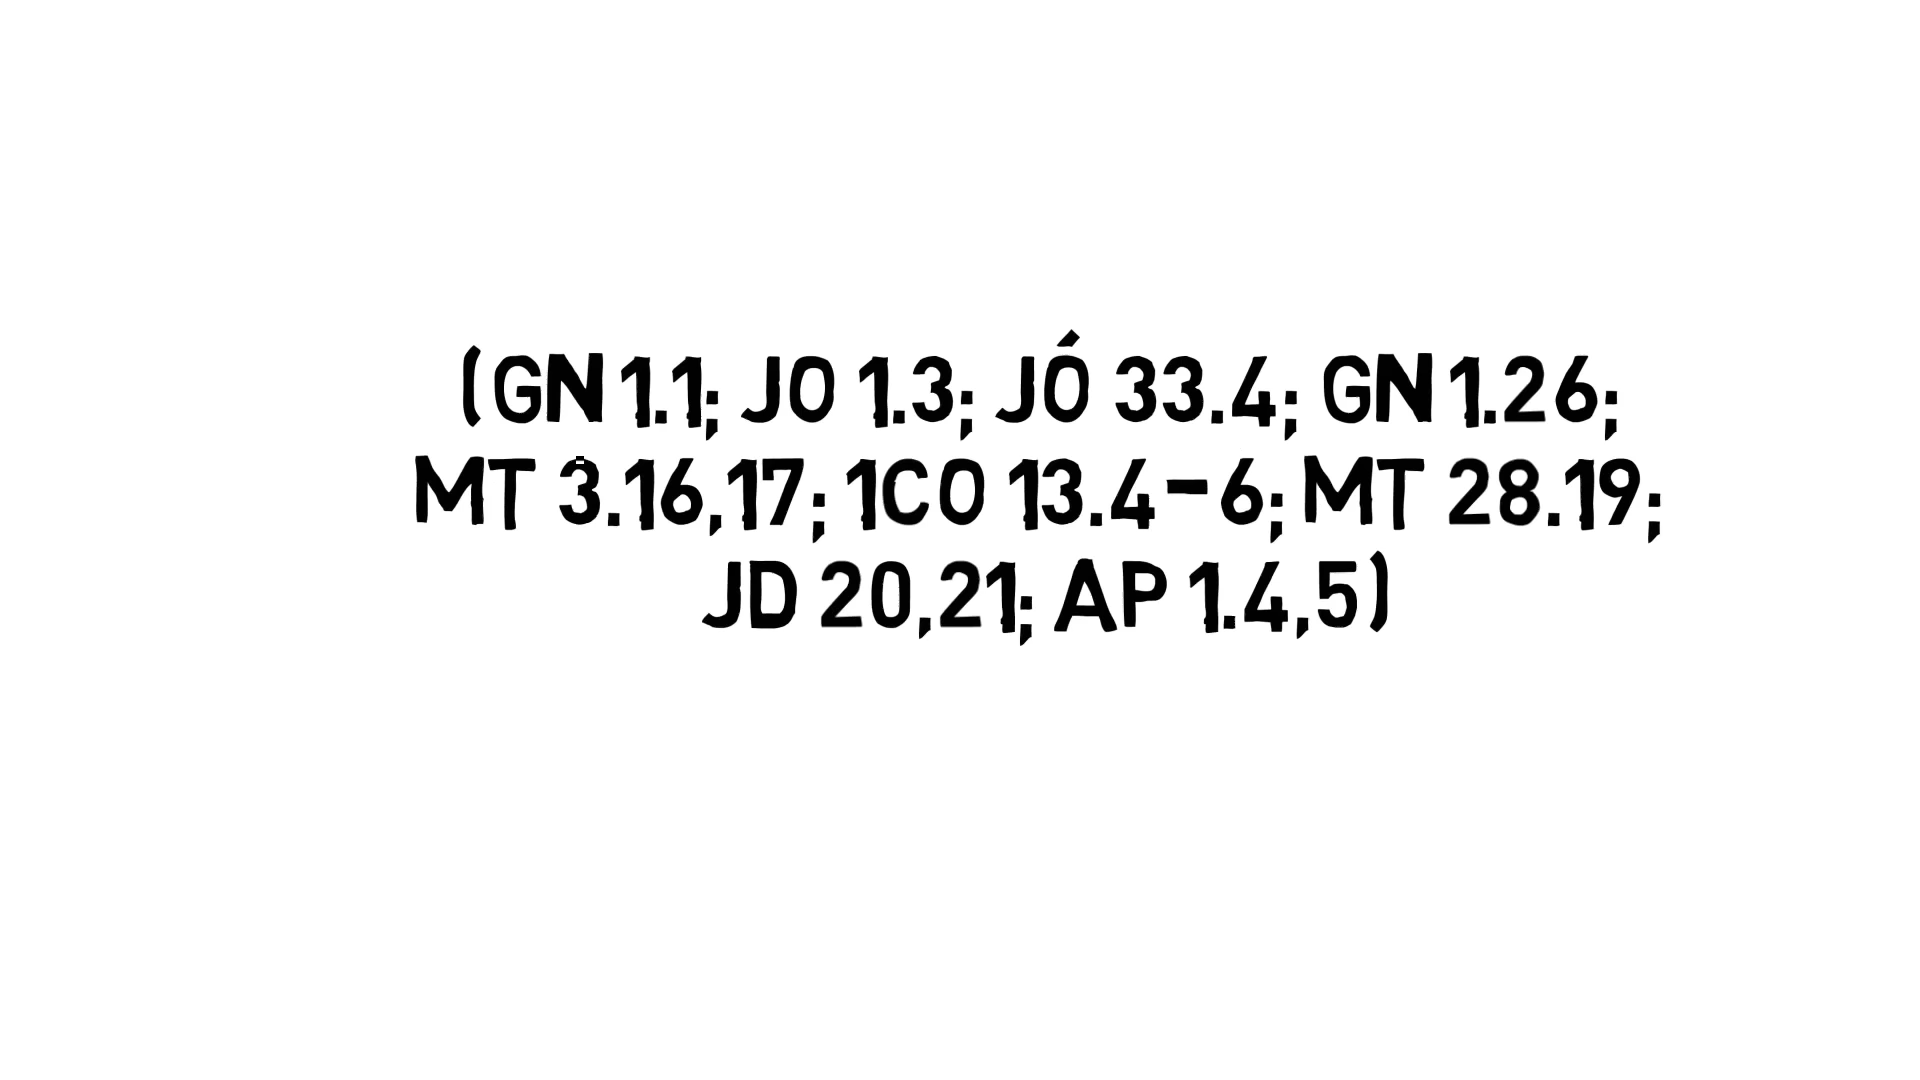 (GN 1.1; JO 1.3; JÓ 33.4; GN 1.26;
MT 3.16,17; 1CO 13.4-6; MT 28.19;
JD 20,21; AP 1.4,5)